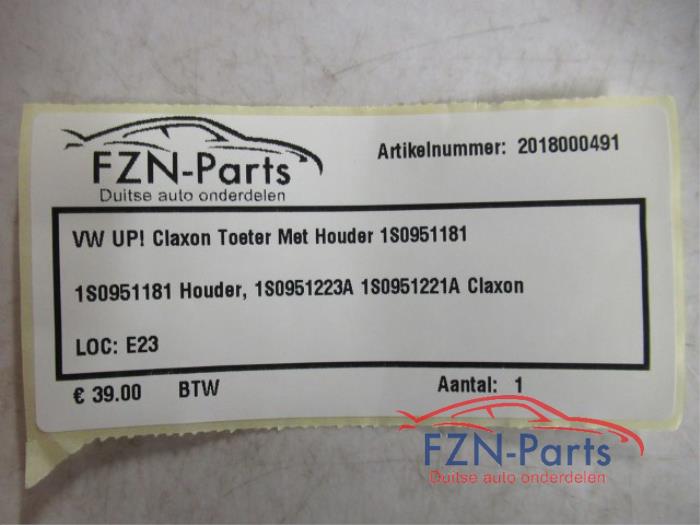 FZN-Parts
Duitse auto onderdelen
Artikelnummer: 2018000491
VW UP! Claxon Toeter Met Houder 1S0951181
1S0951181 Houder, 1S0951223A 1S0951221A Claxon
LOC: E23
€ 39.00 BTW Aantal: 1
FZN-Parts
Duitse auto onderdelen